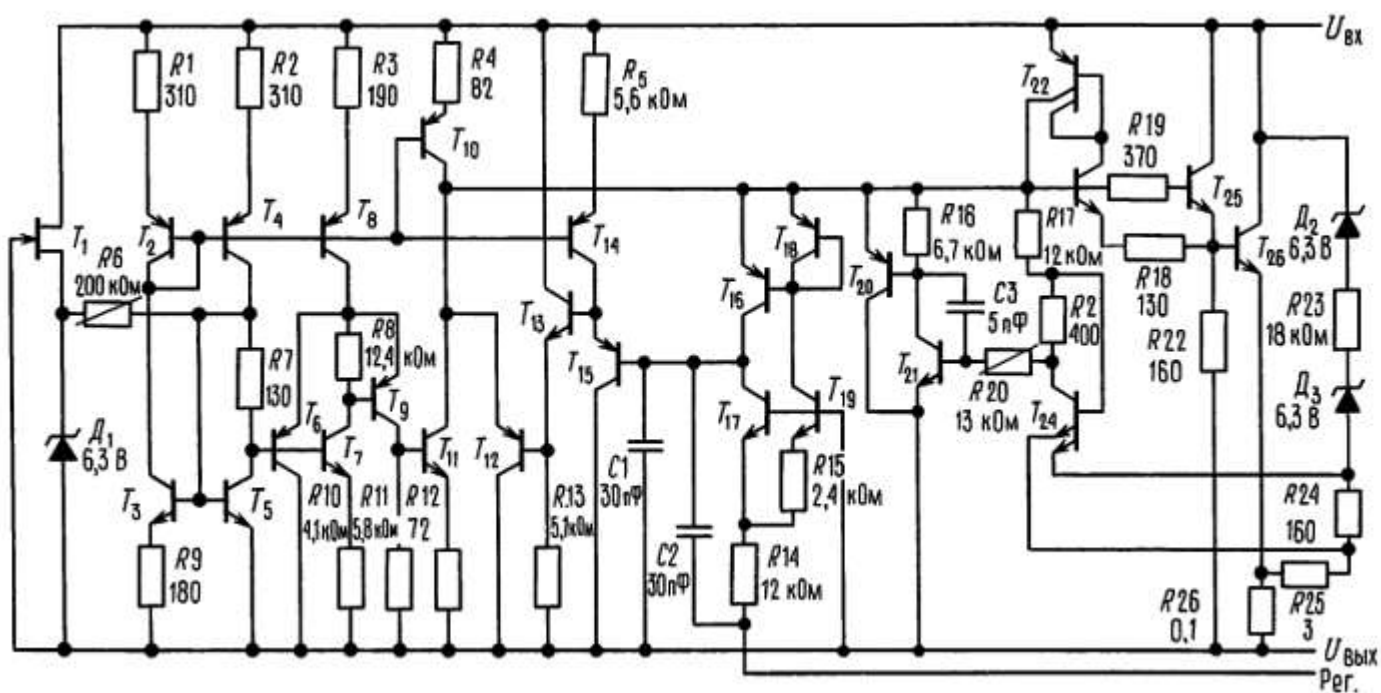 Uвх
R1
310
R2
310
R3
190
R4
82
R5
5,6 кОм
T10
T22
R19
370
T25
T1
T2
T4
T8
T14
R6
200 кОм
T18
R16
6,7 кОм
R17
12 кОм
R18
130
T26
Д2
6,3 В
T16
T20
C3
5 пФ
R2
400
R23
18 кОм
R22
160
T13
R7
130
R8
12,4 кОм
T15
T21
R20
13 кОм
T24
Д3
6,3 В
Д1
6,3 В
T6
T7
T9
T11
T12
T17
T19
T3
T5
R9
180
R10
4,1 кОм
R11
5,8 кОм
R12
72
R13
5,1 кОм
C1
30 пФ
C2
30 пФ
R15
2,4 кОм
R14
12 кОм
R24
160
R26
0,1
R25
3
Uвых
Рег.